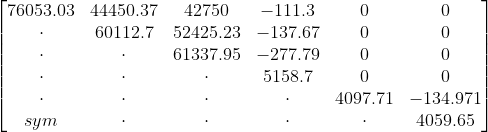 76053.03 44450.37 42750 −111.3 0 0
· 60112.7 52425.23 −137.67 0 0
· · 61337.95 −277.79 0 0
· · · 5158.7 0 0
· · · · 4097.71 −134.971
sym · · · · 4059.65